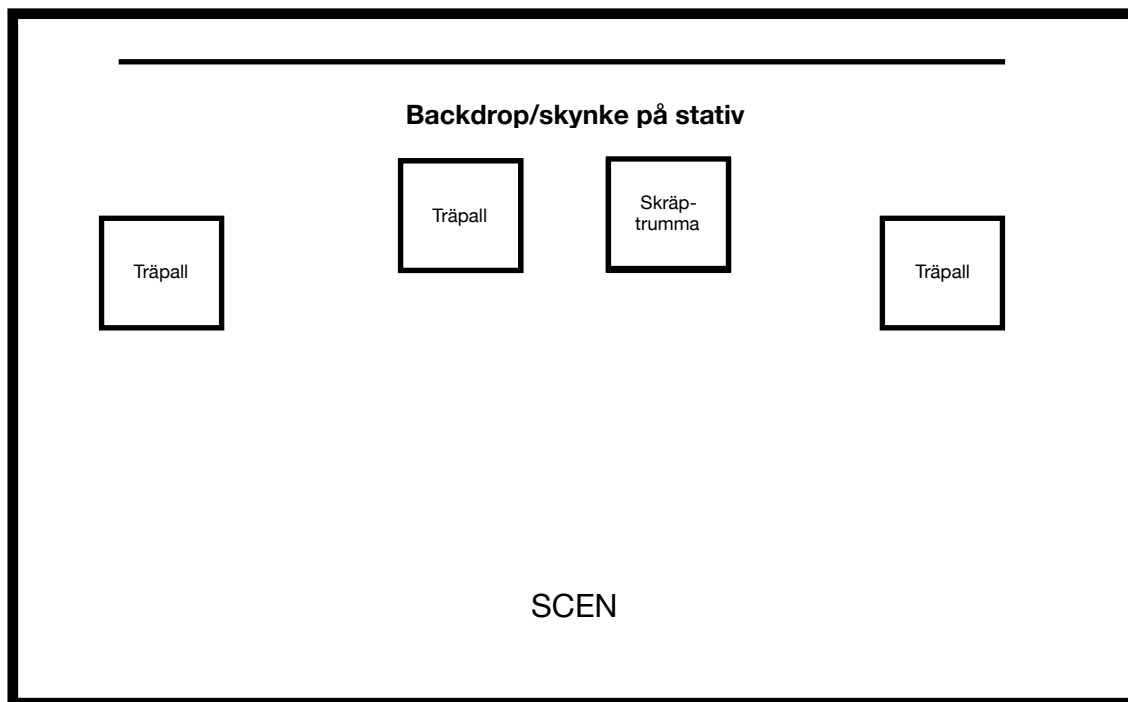 Backdrop/skynke på stativ
Träpall
Skräp-
trumma
Träpall
Träpall
SCEN